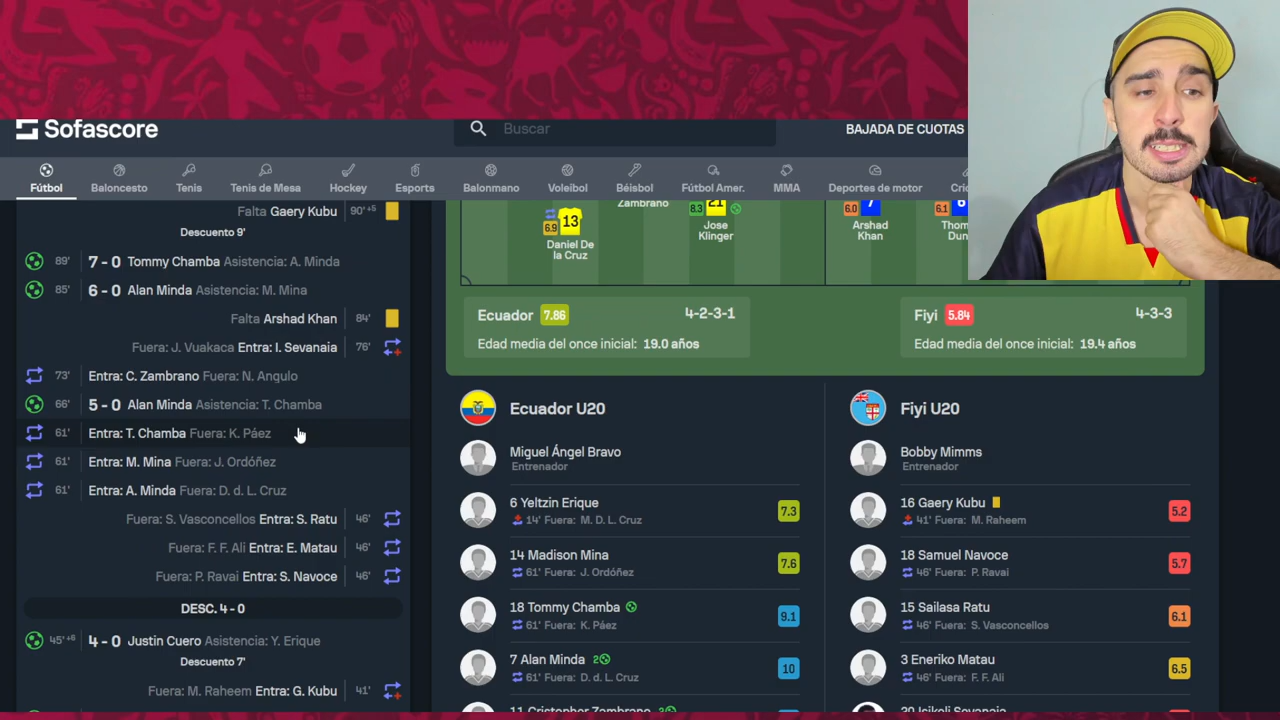 Sofascore
Buscar
BAJADA DE CUOTAS
Fútbol
Baloncesto
Tenis
Tenis de Mesa
Hockey
Esports
Balonmano
Voleibol
Béisbol
Fútbol Amer.
MMA
Deportes de motor
Falta Gaery Kubu 90'+5
Descuento 9'
89' 7 - 0 Tommy Chamba Asistencia: A. Minda
85' 6 - 0 Alan Minda Asistencia: M. Mina
Falta Arshad Khan 84'
Fuera: J. Vuakaca Entra: I. Sevanaia 76'
73' Entra: C. Zambrano Fuera: N. Angulo
66' 5 - 0 Alan Minda Asistencia: T. Chamba
61' Entra: T. Chamba Fuera: K. Páez
61' Entra: M. Mina Fuera: J. Ordóñez
61' Entra: A. Minda Fuera: D. d. L. Cruz
Fuera: S. Vasconcellos Entra: S. Ratu 46'
Fuera: F. F. Ali Entra: E. Matau 46'
Fuera: P. Ravai Entra: S. Navoce 46'
DESC. 4 - 0
45'+6 4 - 0 Justin Cuero Asistencia: Y. Erique
Descuento 7'
Fuera: M. Raheem Entra: G. Kubu 41'
Zambrano
6.9 13
Daniel De
la Cruz
8.3 21
Jose
Klinger
6.0 7
Arshad
Khan
6.1 6
Thom
Dun
Ecuador 7.86 4-2-3-1
Edad media del once inicial: 19.0 años
Fiyi 5.84 4-3-3
Edad media del once inicial: 19.4 años
Ecuador U20
Miguel Ángel Bravo
Entrenador
6 Yeltzin Erique
14' Fuera: M. D. L. Cruz
7.3
14 Madison Mina
61' Fuera: J. Ordóñez
7.6
18 Tommy Chamba
61' Fuera: K. Páez
9.1
7 Alan Minda 2
61' Fuera: D. d. L. Cruz
10
11 Cristopher Zambrano 2
Fiyi U20
Bobby Mimms
Entrenador
16 Gaery Kubu
41' Fuera: M. Raheem
5.2
18 Samuel Navoce
46' Fuera: P. Ravai
5.7
15 Sailasa Ratu
46' Fuera: S. Vasconcellos
6.1
3 Eneriko Matau
46' Fuera: F. F. Ali
6.5
20 Isikeli Sevanaia